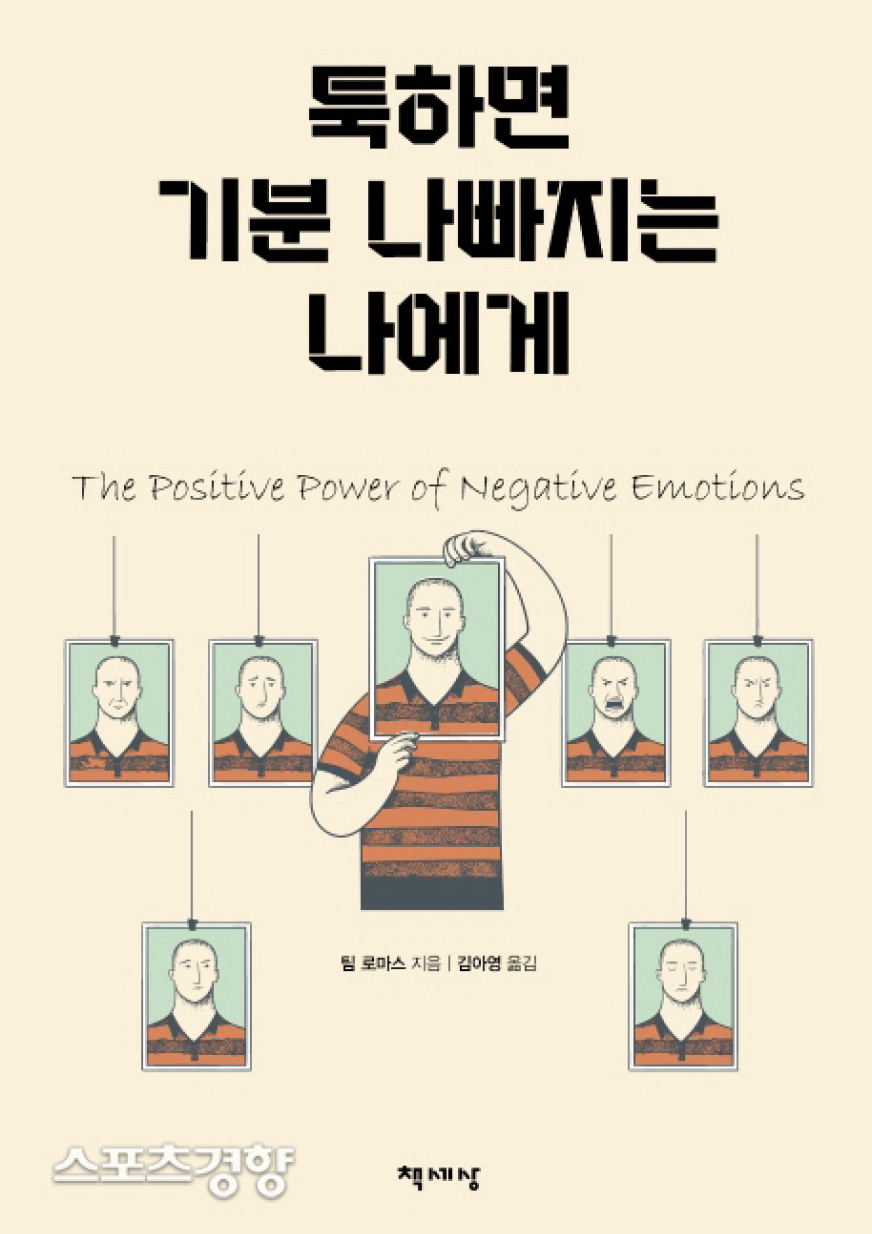 툭하면
기분 나빠지는
나에게
The Positive Power of Negative Emotions
팀 로마스 지음 | 김아영 옮김
스포츠경향
책세상